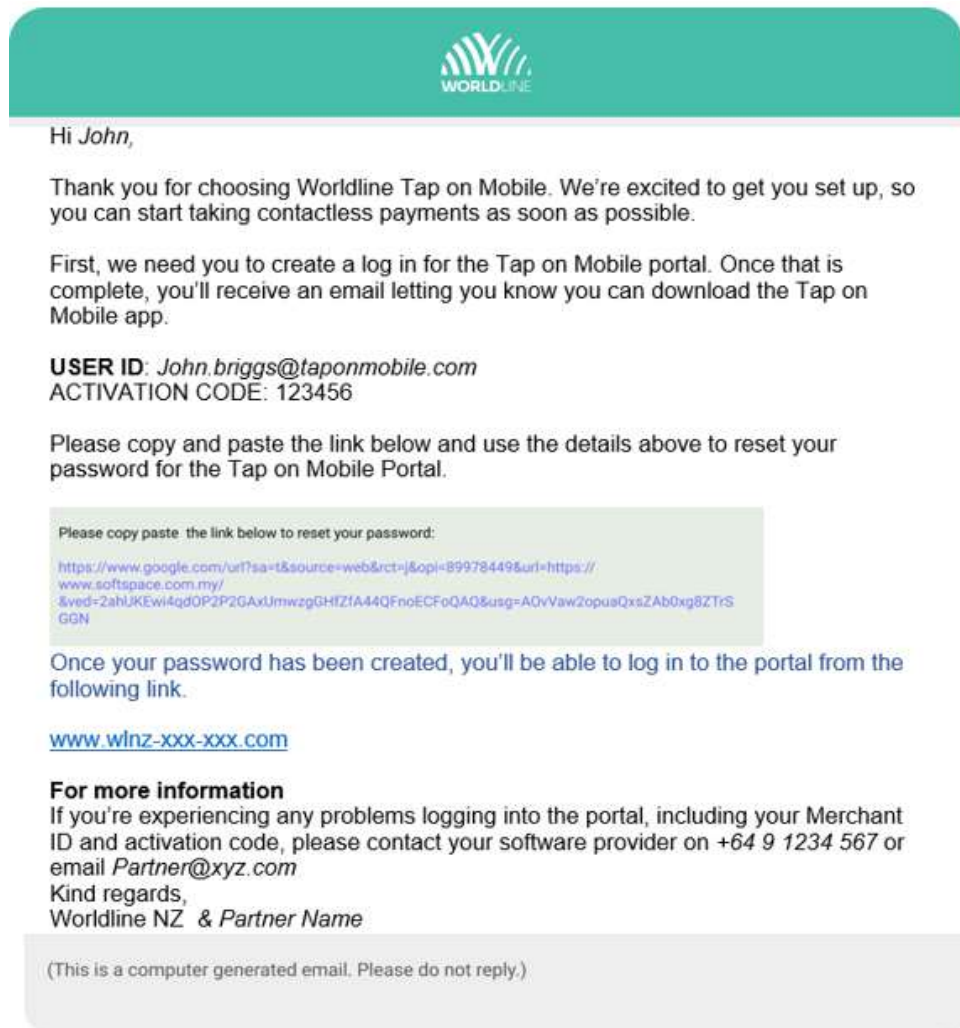 WORLDLINE
Hi John,
Thank you for choosing Worldline Tap on Mobile. We're excited to get you set up, so
you can start taking contactless payments as soon as possible.
First, we need you to create a log in for the Tap on Mobile portal. Once that is
complete, you'll receive an email letting you know you can download the Tap on
Mobile app.
USER ID: John.briggs@taponmobile.com
ACTIVATION CODE: 123456
Please copy and paste the link below and use the details above to reset your
password for the Tap on Mobile Portal.
Please copy paste the link below to reset your password:
https://www.google.com/url?sa=t&source=web&rct=j&opi=89978449&url=https://
www.softspace.com.my/
&ved=2ahUKEwi4qdOP2P2GAxUmwzgGHfZfA44QFnoECFoQAQ&usg=AOvVaw2opuaQxsZAb0xg8ZTrS
GGN
Once your password has been created, you'll be able to log in to the portal from the
following link.
www.wlnz-xxx-xxx.com
For more information
If you're experiencing any problems logging into the portal, including your Merchant
ID and activation code, please contact your software provider on +64 9 1234 567 or
email Partner@xyz.com
Kind regards,
Worldline NZ & Partner Name
(This is a computer generated email. Please do not reply.)